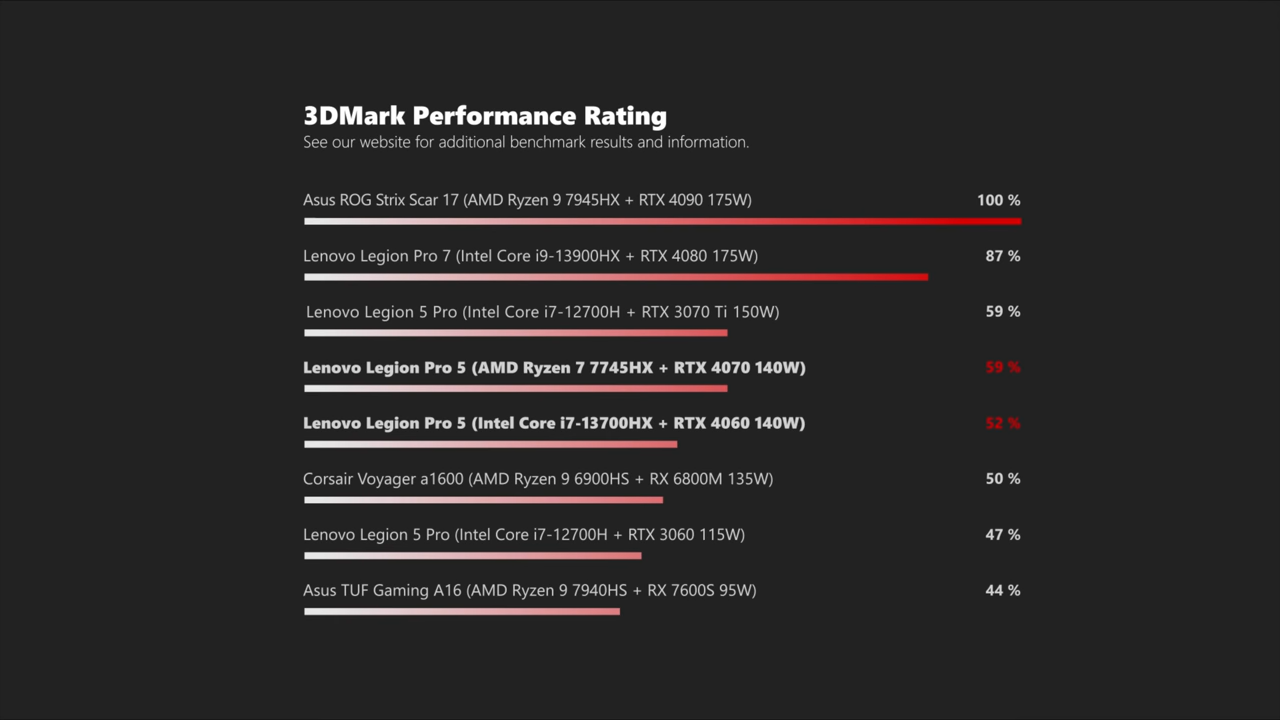 3DMark Performance Rating
See our website for additional benchmark results and information.
Asus ROG Strix Scar 17 (AMD Ryzen 9 7945HX + RTX 4090 175W) 100 %
Lenovo Legion Pro 7 (Intel Core i9-13900HX + RTX 4080 175W) 87 %
Lenovo Legion 5 Pro (Intel Core i7-12700H + RTX 3070 Ti 150W) 59 %
Lenovo Legion Pro 5 (AMD Ryzen 7 7745HX + RTX 4070 140W) 59 %
Lenovo Legion Pro 5 (Intel Core i7-13700HX + RTX 4060 140W) 52 %
Corsair Voyager a1600 (AMD Ryzen 9 6900HS + RX 6800M 135W) 50 %
Lenovo Legion 5 Pro (Intel Core i7-12700H + RTX 3060 115W) 47 %
Asus TUF Gaming A16 (AMD Ryzen 9 7940HS + RX 7600S 95W) 44 %